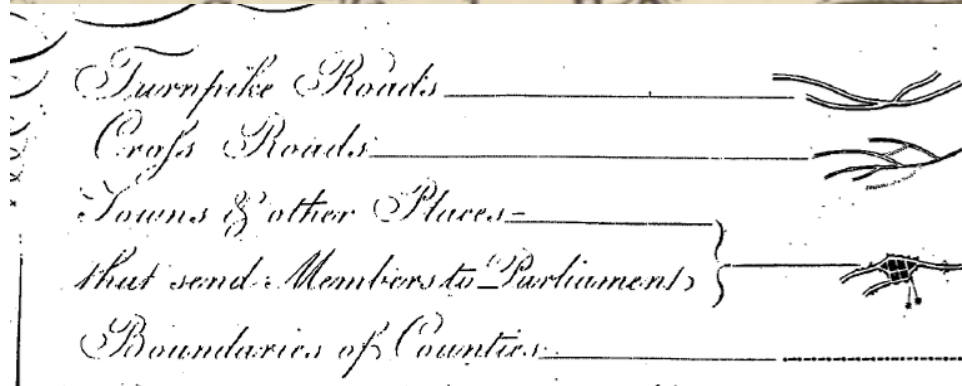 Turnpike Roads
Croſs Roads
Towns & other Places
that send Members to Parliament
Boundaries of Counties